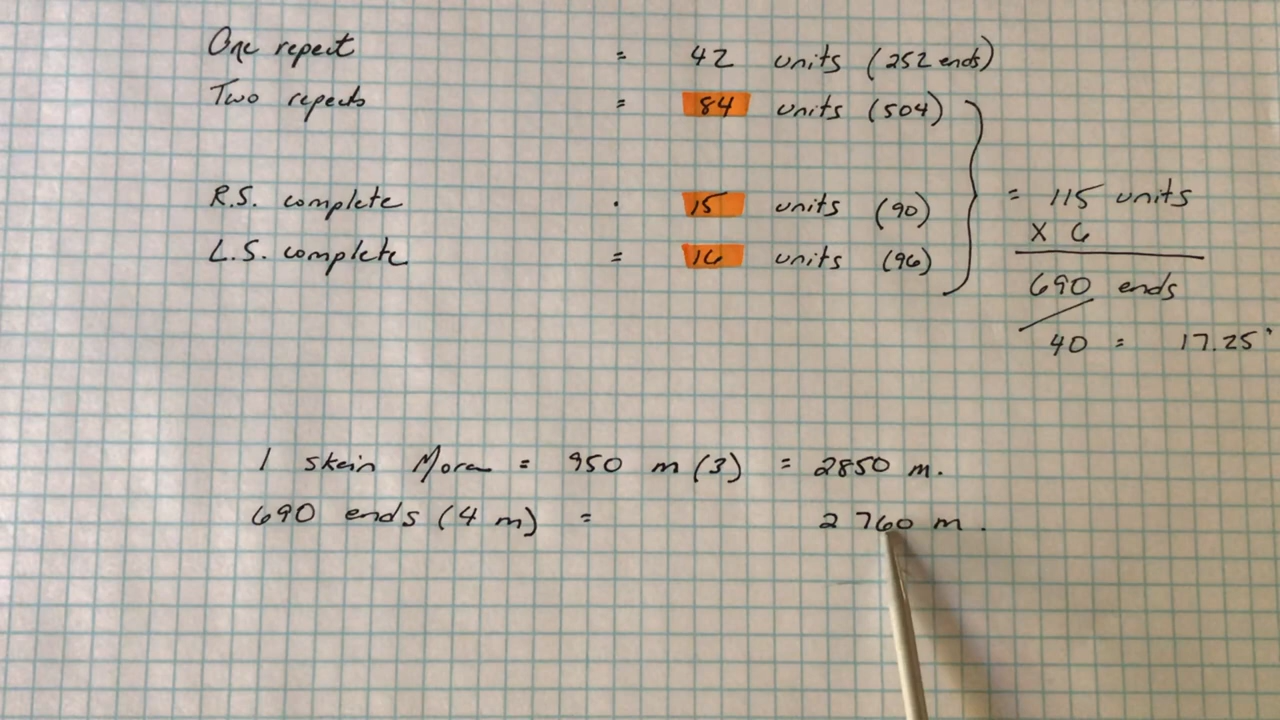 One repeat = 42 units (252 ends)
Two repeats = 84 units (504)
R.S. complete . 15 units (90)
L.S. complete = 16 units (96)
= 115 units
X 6
690 ends
/ 40 = 17.25"
1 skein Mora = 950 m (3) = 2850 m.
690 ends (4 m) = 2760 m.